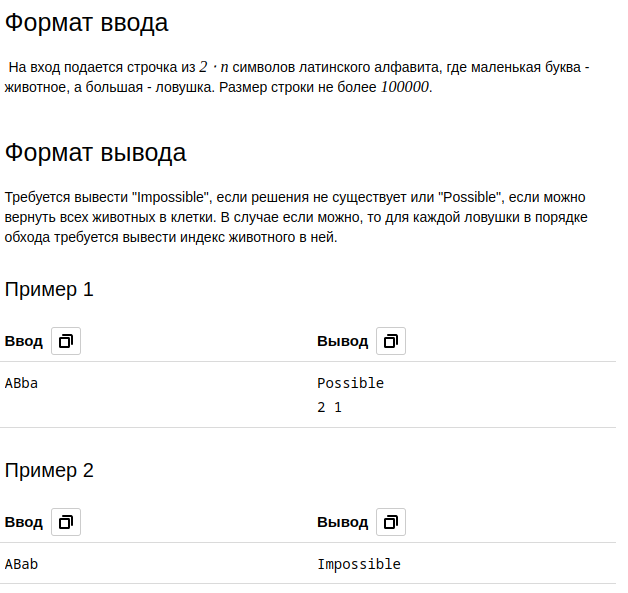 Формат ввода
На вход подается строчка из 2 · n символов латинского алфавита, где маленькая буква -
животное, а большая - ловушка. Размер строки не более 100000.
Формат вывода
Требуется вывести "Impossible", если решения не существует или "Possible", если можно
вернуть всех животных в клетки. В случае если можно, то для каждой ловушки в порядке
обхода требуется вывести индекс животного в ней.
Пример 1
Ввод Вывод
ABba Possible
2 1
Пример 2
Ввод Вывод
ABab Impossible